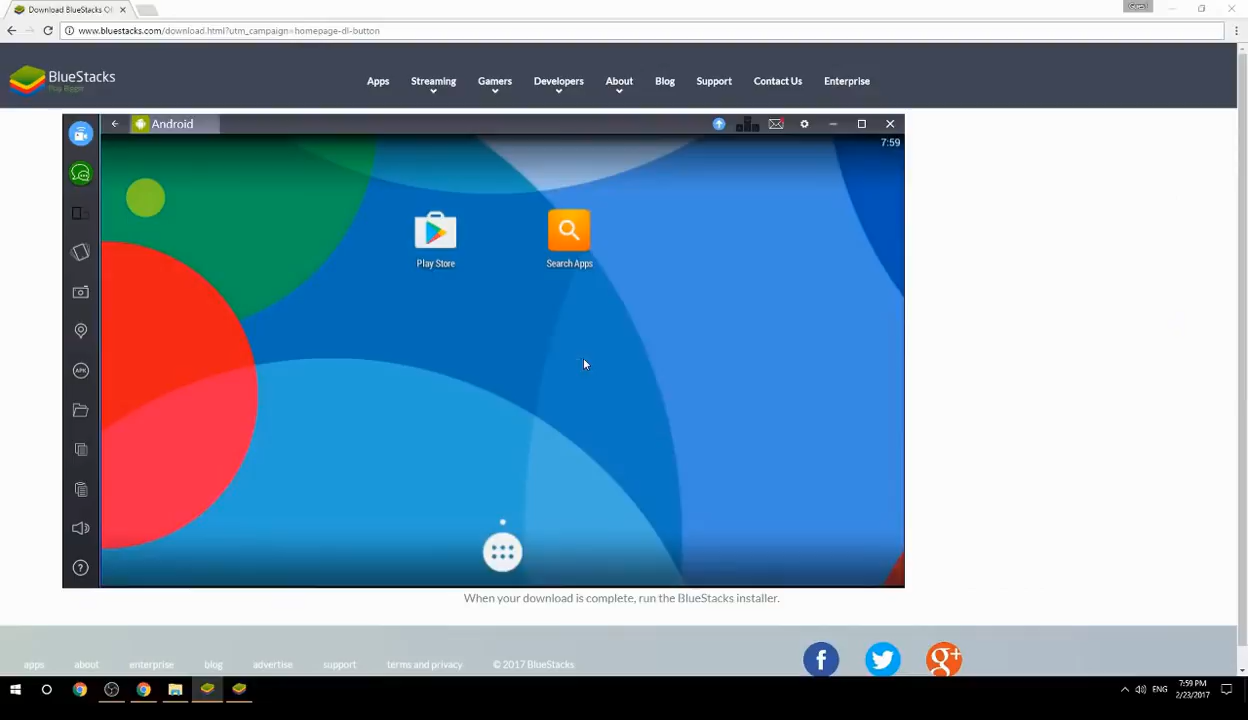 Download BlueStacks Of
www.bluestacks.com/download.html?utm_campaign=homepage-dl-button
BlueStacks
Play Bigger
Apps
Streaming
Gamers
Developers
About
Blog
Support
Contact Us
Enterprise
Android
7:59
Play Store
Search Apps
APK
When your download is complete, run the BlueStacks installer.
apps
about
enterprise
blog
advertise
support
terms and privacy
© 2017 BlueStacks
ENG
7:59 PM
2/23/2017